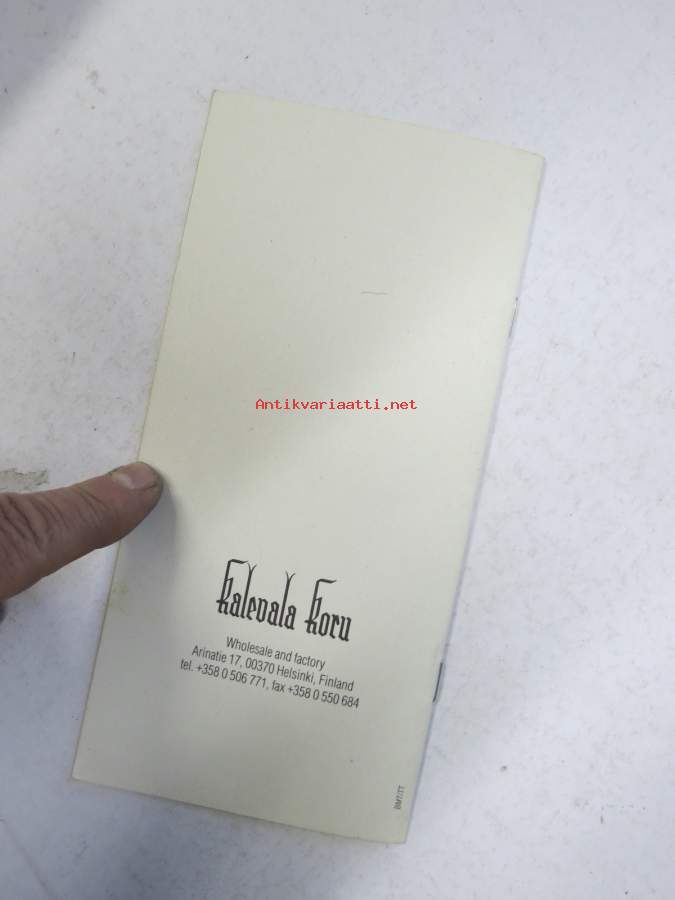 Antikvariaatti.net
Kalevala Koru
Wholesale and factory
Arinatie 17, 00370 Helsinki, Finland
tel. +358 0 506 771, fax +358 0 550 684